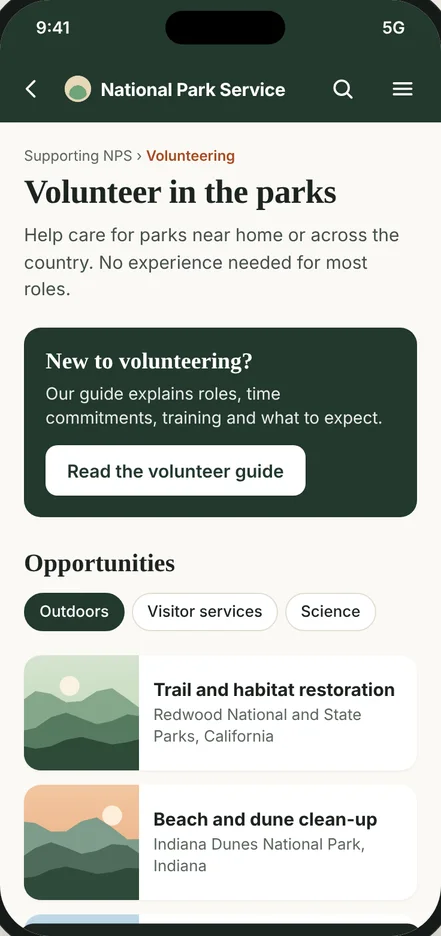 9:41
5G
National Park Service
Supporting NPS › Volunteering
Volunteer in the parks
Help care for parks near home or across the
country. No experience needed for most
roles.
New to volunteering?
Our guide explains roles, time
commitments, training and what to expect.
Read the volunteer guide
Opportunities
Outdoors
Visitor services
Science
Trail and habitat restoration
Redwood National and State
Parks, California
Beach and dune clean-up
Indiana Dunes National Park,
Indiana